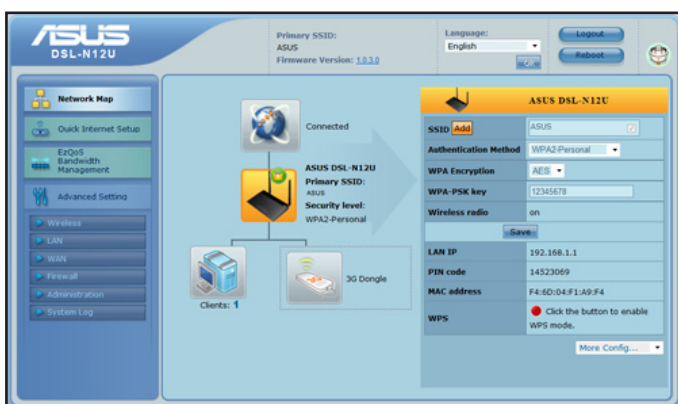 ASUS
DSL-N12U
Primary SSID:
ASUS
Firmware Version: 1.0.3.0
Language:
English
Logout
Reboot
Network Map
Quick Internet Setup
EzQoS
Bandwidth
Management
Advanced Setting
Wireless
LAN
WAN
Firewall
Administration
System Log
Connected
ASUS DSL-N12U
Primary SSID:
ASUS
Security level:
WPA2-Personal
Clients: 1
3G Dongle
ASUS DSL-N12U
SSID Add ASUS
Authentication Method WPA2-Personal
WPA Encryption AES
WPA-PSK key 12345678
Wireless radio on
Save
LAN IP 192.168.1.1
PIN code 14523069
MAC address F4:6D:04:F1:A9:F4
WPS Click the button to enable
WPS mode.
More Config...